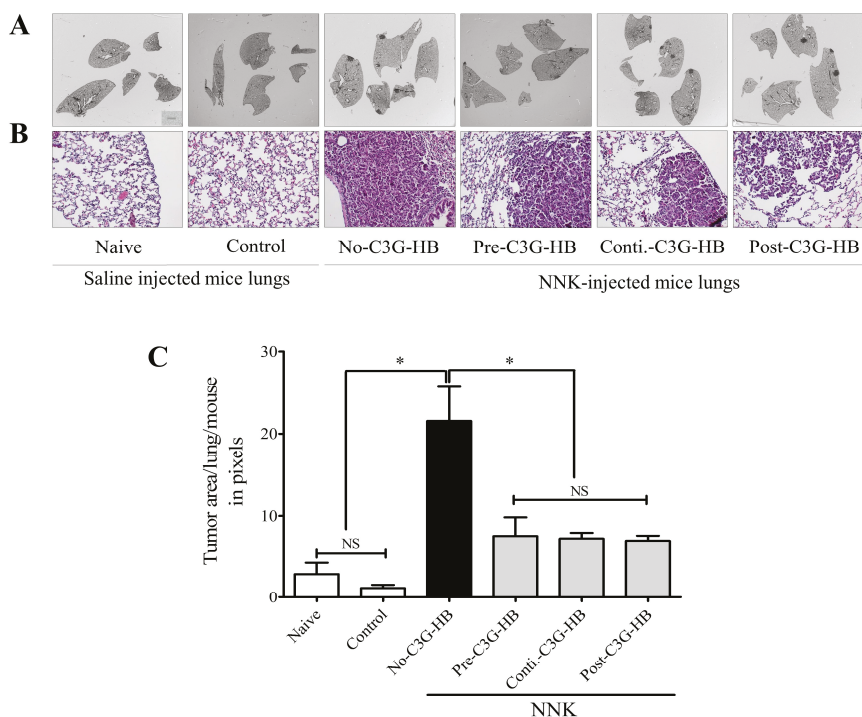 A
B
Naive Control No-C3G-HB Pre-C3G-HB Conti.-C3G-HB Post-C3G-HB
Saline injected mice lungs NNK-injected mice lungs
C
Tumor area/lung/mouse
in pixels
30
20
10
0
*
*
NS
NS
Naive
Control
No-C3G-HB
Pre-C3G-HB
Conti.-C3G-HB
Post-C3G-HB
NNK